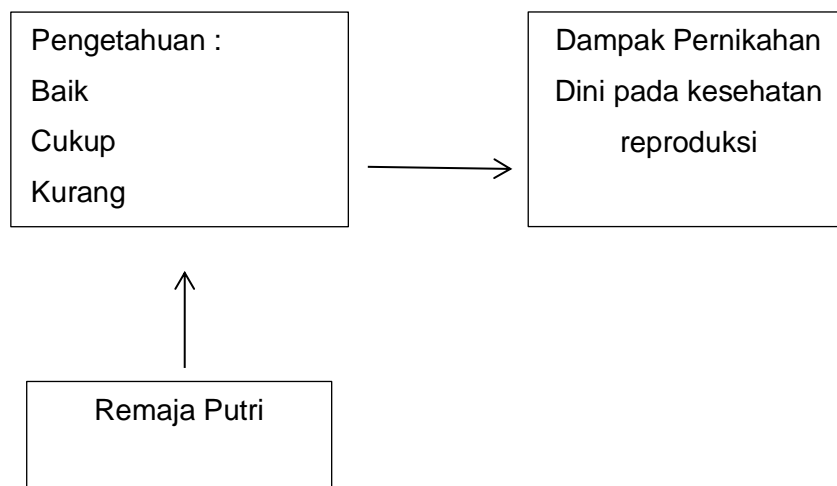 Pengetahuan :
Baik
Cukup
Kurang
Dampak Pernikahan
Dini pada kesehatan
reproduksi
Remaja Putri